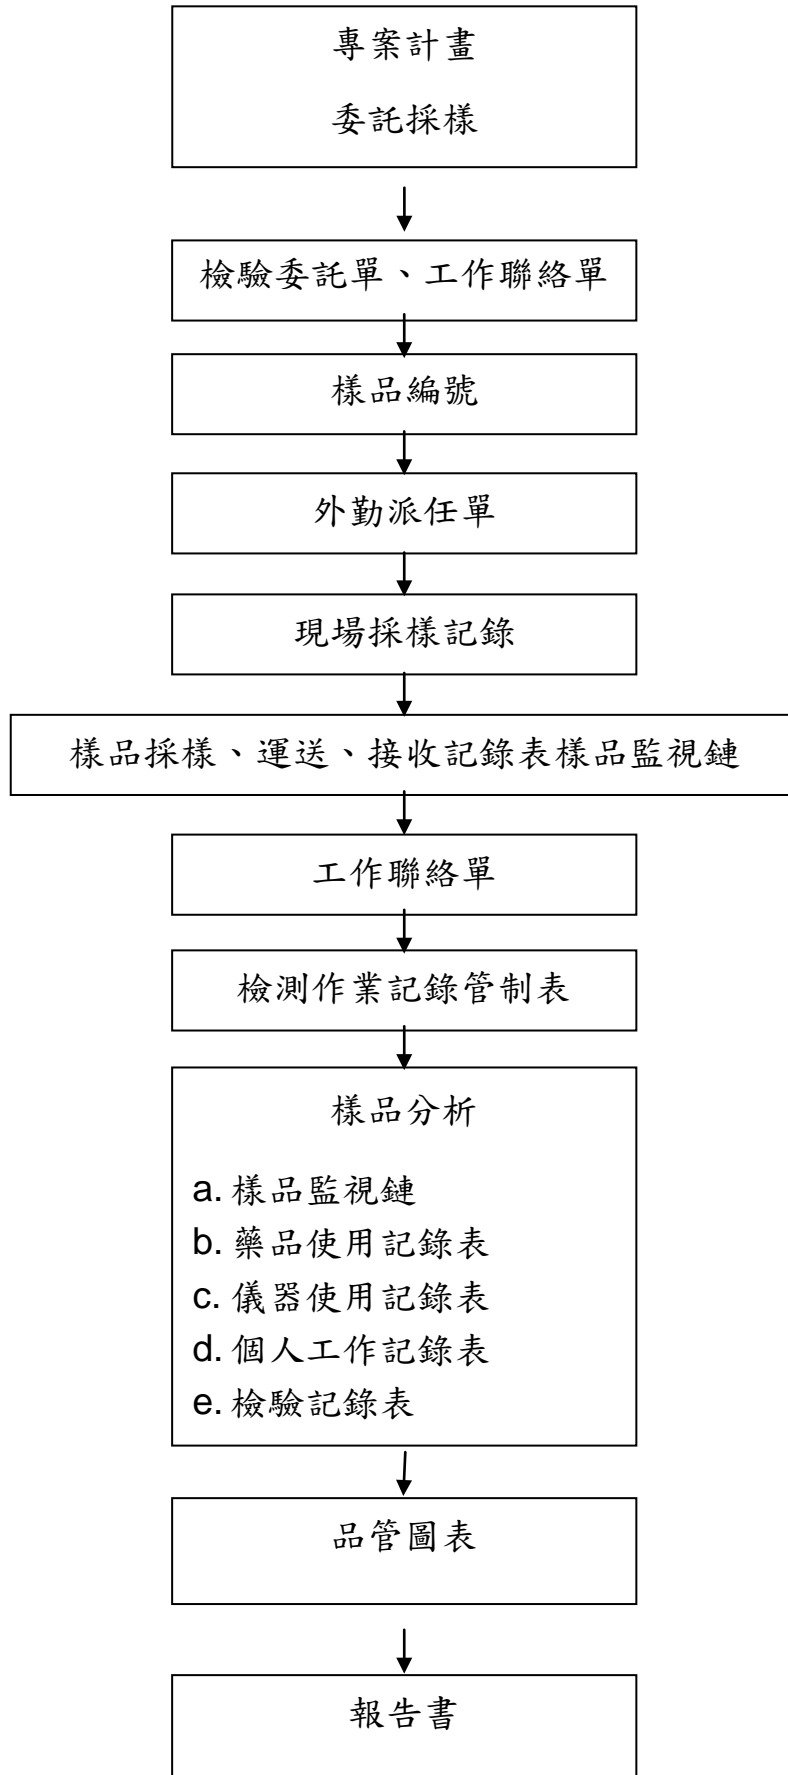 專案計畫
委託採樣
檢驗委託單、工作聯絡單
樣品編號
外勤派任單
現場採樣記錄
樣品採樣、運送、接收記錄表樣品監視鏈
工作聯絡單
檢測作業記錄管制表
樣品分析
a. 樣品監視鏈
b. 藥品使用記錄表
c. 儀器使用記錄表
d. 個人工作記錄表
e. 檢驗記錄表
品管圖表
報告書